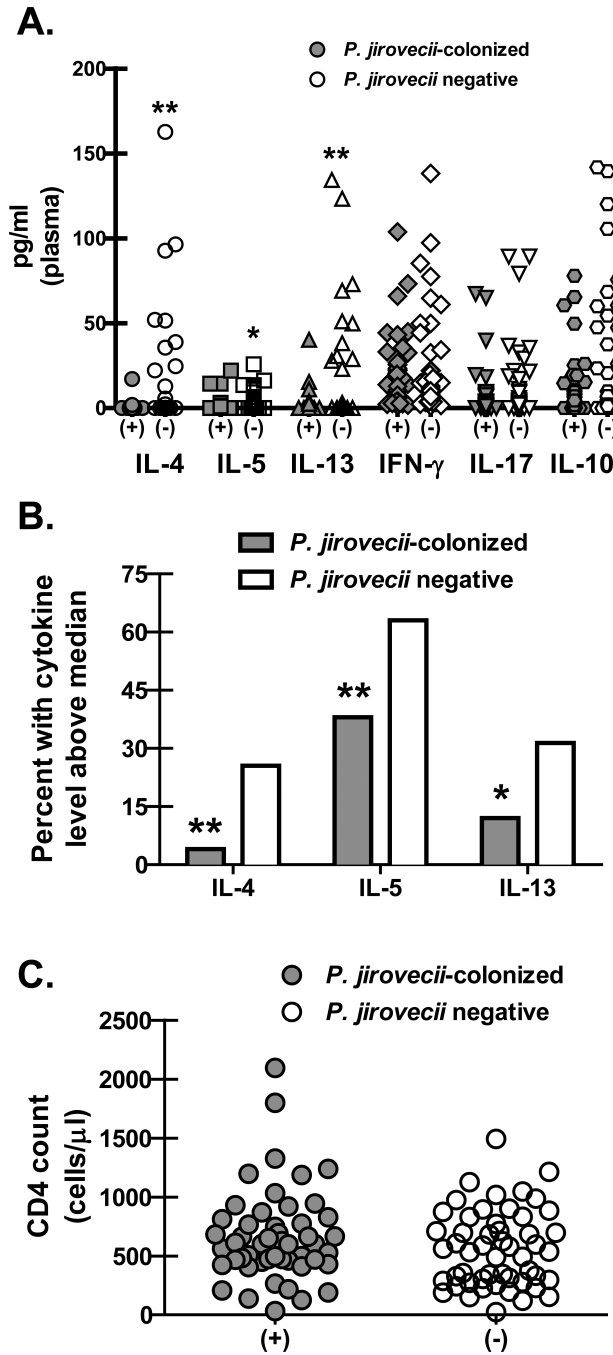 A.
P. jirovecii-colonized
P. jirovecii negative
pg/ml
(plasma)
200
150
100
50
0
**
*
**
(+) (-) (+) (-) (+) (-) (+) (-) (+) (-) (+) (-)
IL-4 IL-5 IL-13 IFN-γ IL-17 IL-10
B.
P. jirovecii-colonized
P. jirovecii negative
Percent with cytokine
level above median
75
60
45
30
15
0
**
**
*
IL-4 IL-5 IL-13
C.
P. jirovecii-colonized
P. jirovecii negative
CD4 count
(cells/μl)
2500
2000
1500
1000
500
0
(+) (-)